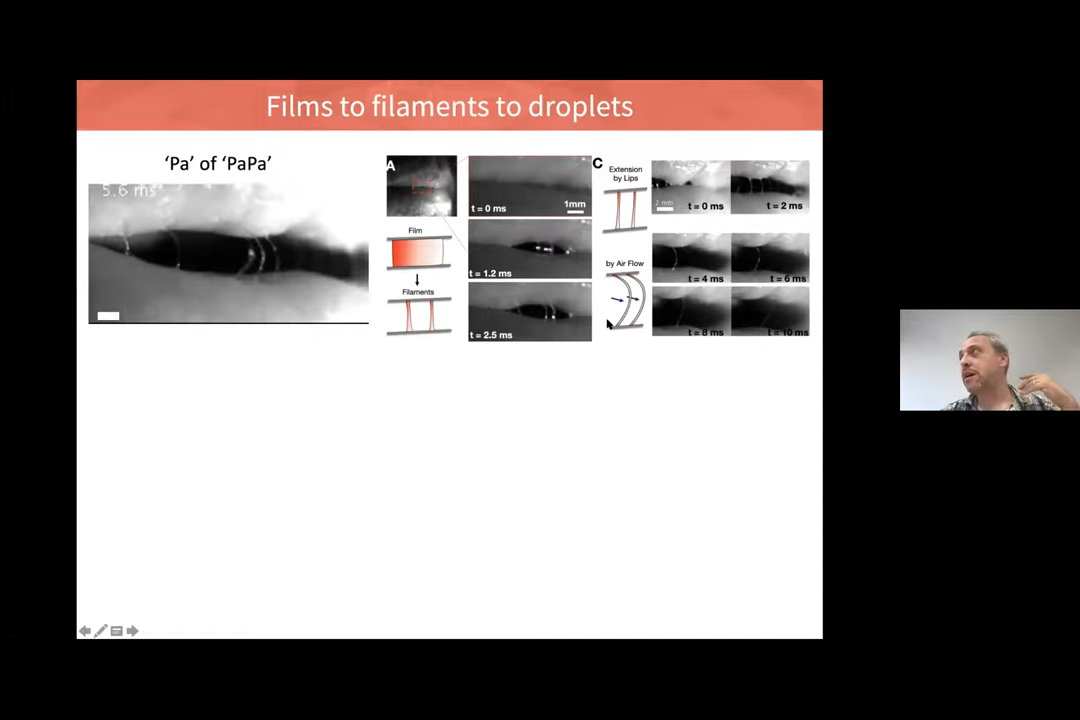 Films to filaments to droplets
‘Pa’ of ‘PaPa’
5.6 ms
A
t = 0 ms
1mm
Film
t = 1.2 ms
Filaments
t = 2.5 ms
C
Extension
by Lips
2 mm
t = 0 ms
t = 2 ms
by Air Flow
t = 4 ms
t = 6 ms
t = 8 ms
t = 10 ms